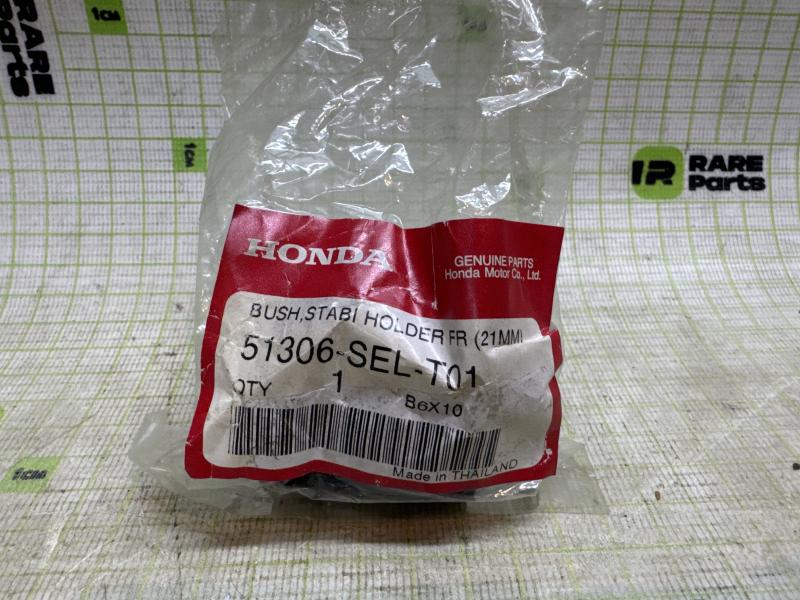 RARE
1см
1см
IR RARE
Parts
HONDA
GENUINE PARTS
Honda Motor Co., Ltd.
BUSH,STABI HOLDER FR (21MM)
51306-SEL-T01
QTY 1 B6X10
Made in THAILAND
1см